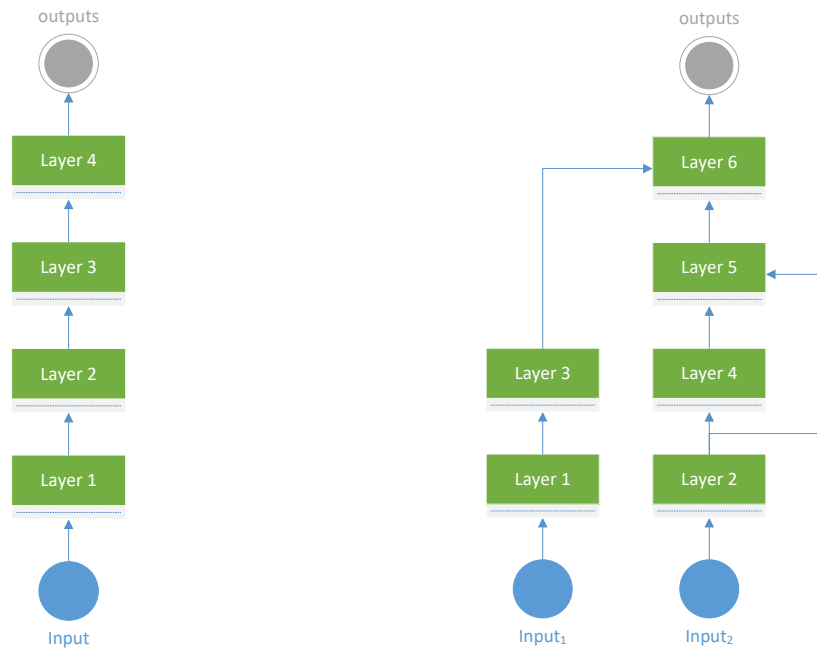 outputs
Layer 4
Layer 3
Layer 2
Layer 1
Input
outputs
Layer 6
Layer 5
Layer 3
Layer 4
Layer 1
Layer 2
Input₁
Input₂